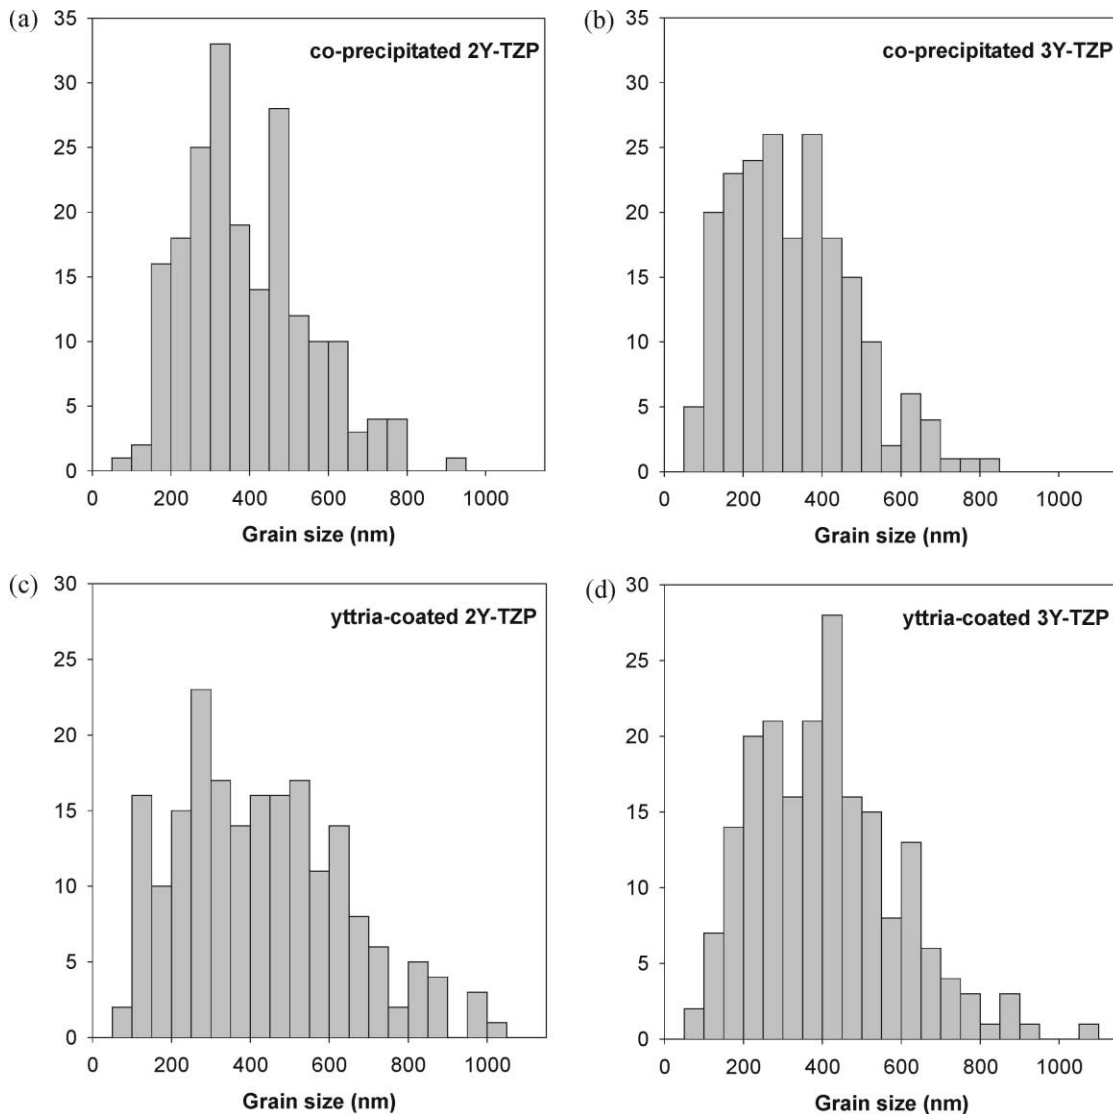 (a)
co-precipitated 2Y-TZP
35
30
25
20
15
10
5
0
0 200 400 600 800 1000
Grain size (nm)
(b)
co-precipitated 3Y-TZP
35
30
25
20
15
10
5
0
0 200 400 600 800 1000
Grain size (nm)
(c)
yttria-coated 2Y-TZP
30
25
20
15
10
5
0
0 200 400 600 800 1000
Grain size (nm)
(d)
yttria-coated 3Y-TZP
30
25
20
15
10
5
0
0 200 400 600 800 1000
Grain size (nm)